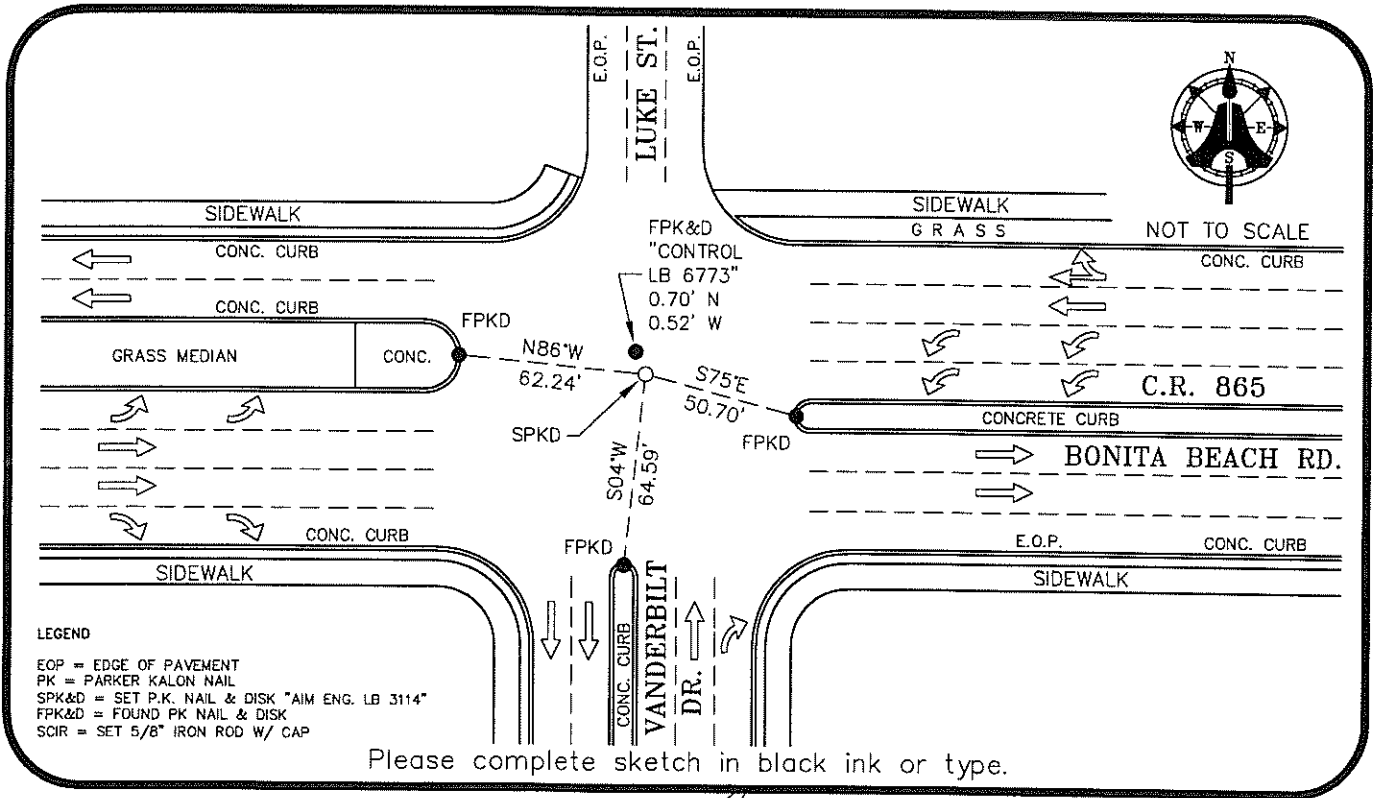 E.O.P.
LUKE ST.
E.O.P.
N
W
E
S
SIDEWALK
CONC. CURB
CONC. CURB
GRASS MEDIAN
CONC.
FPKD
FPK&D
"CONTROL
LB 6773"
0.70' N
0.52' W
SIDEWALK
GRASS
NOT TO SCALE
CONC. CURB
N86°W
62.24'
S75°E
50.70'
SPKD
FPKD
C.R. 865
CONCRETE CURB
BONITA BEACH RD.
S04°W
64.59'
CONC. CURB
FPKD
SIDEWALK
E.O.P.
CONC. CURB
SIDEWALK
CONC. CURB
VANDERBILT
DR.
LEGEND
EOP = EDGE OF PAVEMENT
PK = PARKER KALON NAIL
SPK&D = SET P.K. NAIL & DISK "AIM ENG. LB 3114"
FPK&D = FOUND PK NAIL & DISK
SCIR = SET 5/8" IRON ROD W/ CAP
Please complete sketch in black ink or type.